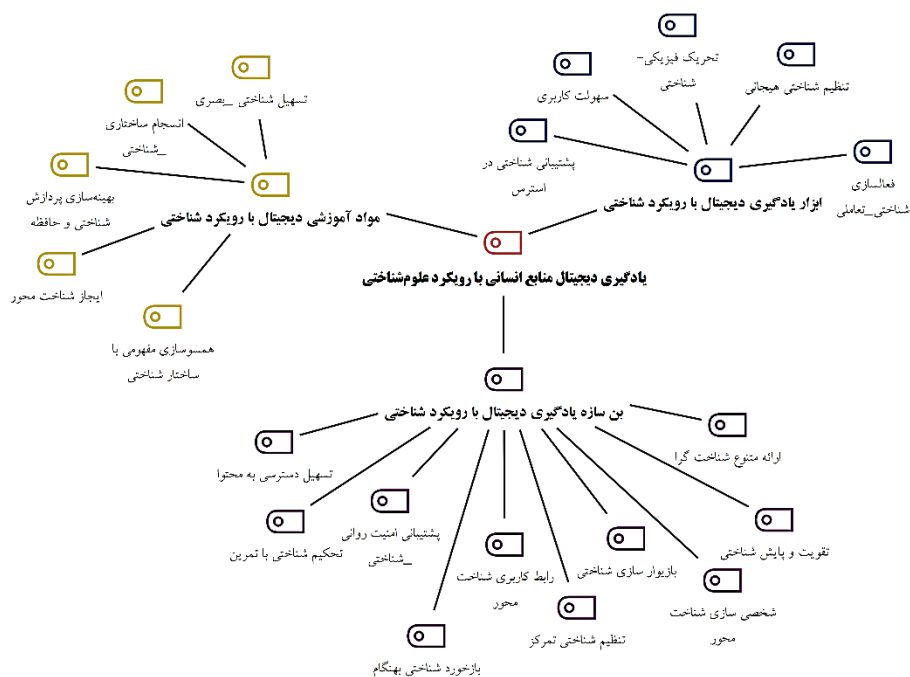 تحریک فیزیکی-
شناختی
تنظیم شناختی هیجانی
سهولت کاربری
پشتیبانی شناختی در
استرس
فعالسازی
شناختی_تعاملی
ابزار یادگیری دیجیتال با رویکرد شناختی
تسهیل شناختی _بصری
انسجام ساختاری
_شناختی
بهینه‌سازی پردازش
شناختی و حافظه
مواد آموزشی دیجیتال با رویکرد شناختی
ایجاز شناخت محور
همسوسازی مفهومی با
ساختار شناختی
یادگیری دیجیتال منابع انسانی با رویکرد علوم‌شناختی
بن سازه یادگیری دیجیتال با رویکرد شناختی
ارائه متنوع شناخت گرا
تسهیل دسترسی به محتوا
تقویت و پایش شناختی
پشتیبانی امنیت روانی
_شناختی
تحکیم شناختی با تمرین
رابط کاربری شناخت
محور
بازیوار سازی شناختی
شخصی سازی شناخت
محور
تنظیم شناختی تمرکز
بازخورد شناختی بهنگام